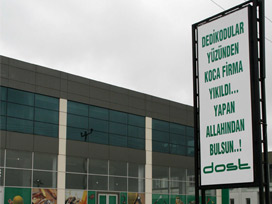 DEDİKODULAR
YÜZÜNDEN
KOCA FİRMA
YIKILDI...
YAPAN
ALLAHINDAN
BULSUN..!
dost